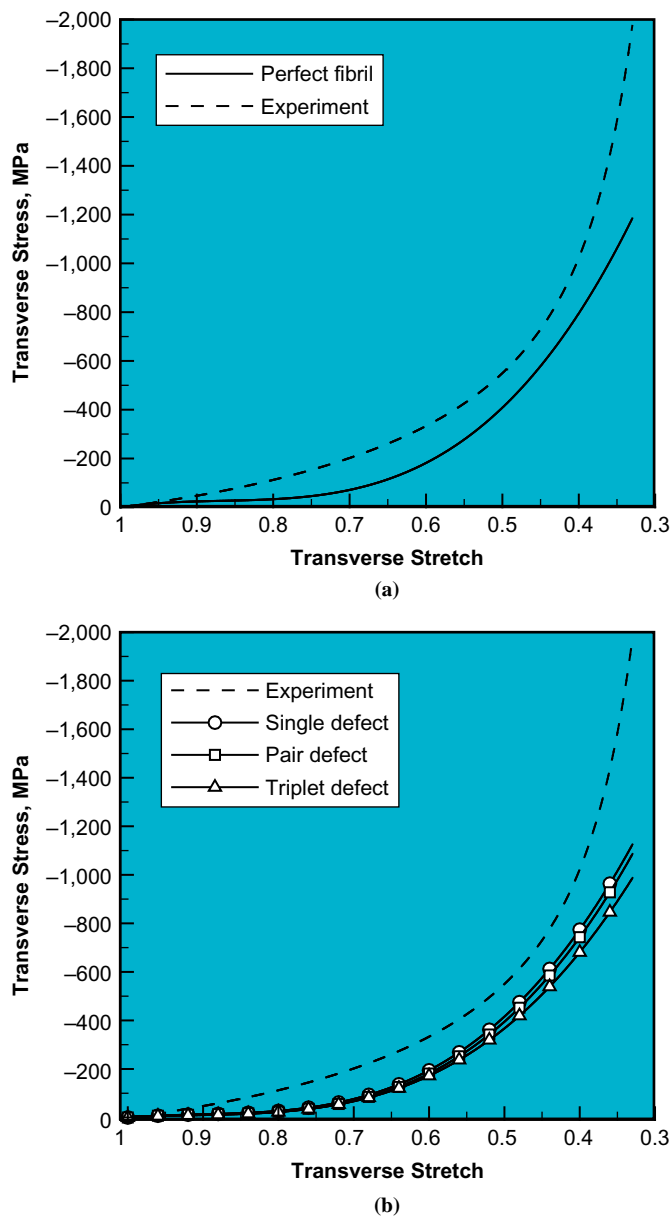 –2,000
–1,800
–1,600
–1,400
–1,200
–1,000
–800
–600
–400
–200
0
Transverse Stress, MPa
Perfect fibril
Experiment
1 0.9 0.8 0.7 0.6 0.5 0.4 0.3
Transverse Stretch
(a)
–2,000
–1,800
–1,600
–1,400
–1,200
–1,000
–800
–600
–400
–200
0
Transverse Stress, MPa
Experiment
Single defect
Pair defect
Triplet defect
1 0.9 0.8 0.7 0.6 0.5 0.4 0.3
Transverse Stretch
(b)